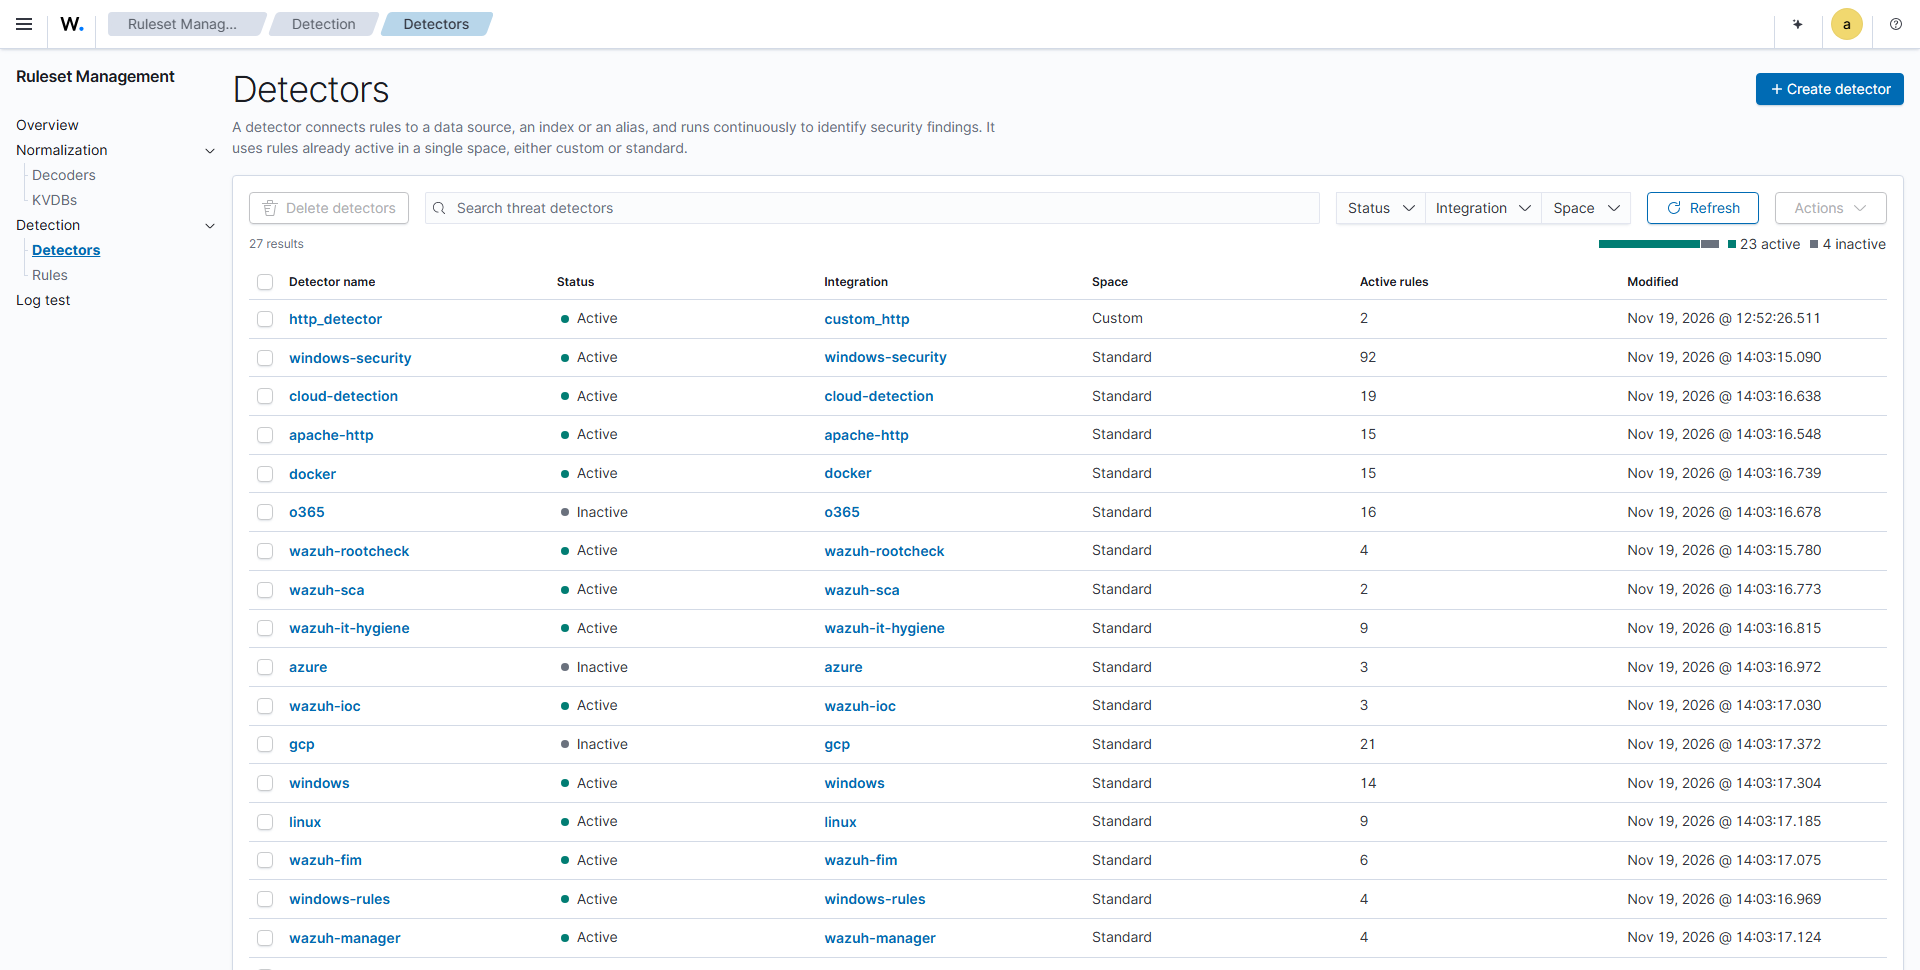 W. Ruleset Manag... Detection Detectors a
Ruleset Management
Overview
Normalization
Decoders
KVDBs
Detection
Detectors
Rules
Log test
Detectors
+ Create detector
A detector connects rules to a data source, an index or an alias, and runs continuously to identify security findings. It
uses rules already active in a single space, either custom or standard.
Delete detectors Search threat detectors Status Integration Space Refresh Actions
27 results 23 active 4 inactive
Detector name Status Integration Space Active rules Modified
http_detector Active custom_http Custom 2 Nov 19, 2026 @ 12:52:26.511
windows-security Active windows-security Standard 92 Nov 19, 2026 @ 14:03:15.090
cloud-detection Active cloud-detection Standard 19 Nov 19, 2026 @ 14:03:16.638
apache-http Active apache-http Standard 15 Nov 19, 2026 @ 14:03:16.548
docker Active docker Standard 15 Nov 19, 2026 @ 14:03:16.739
o365 Inactive o365 Standard 16 Nov 19, 2026 @ 14:03:16.678
wazuh-rootcheck Active wazuh-rootcheck Standard 4 Nov 19, 2026 @ 14:03:15.780
wazuh-sca Active wazuh-sca Standard 2 Nov 19, 2026 @ 14:03:16.773
wazuh-it-hygiene Active wazuh-it-hygiene Standard 9 Nov 19, 2026 @ 14:03:16.815
azure Inactive azure Standard 3 Nov 19, 2026 @ 14:03:16.972
wazuh-ioc Active wazuh-ioc Standard 3 Nov 19, 2026 @ 14:03:17.030
gcp Inactive gcp Standard 21 Nov 19, 2026 @ 14:03:17.372
windows Active windows Standard 14 Nov 19, 2026 @ 14:03:17.304
linux Active linux Standard 9 Nov 19, 2026 @ 14:03:17.185
wazuh-fim Active wazuh-fim Standard 6 Nov 19, 2026 @ 14:03:17.075
windows-rules Active windows-rules Standard 4 Nov 19, 2026 @ 14:03:16.969
wazuh-manager Active wazuh-manager Standard 4 Nov 19, 2026 @ 14:03:17.124